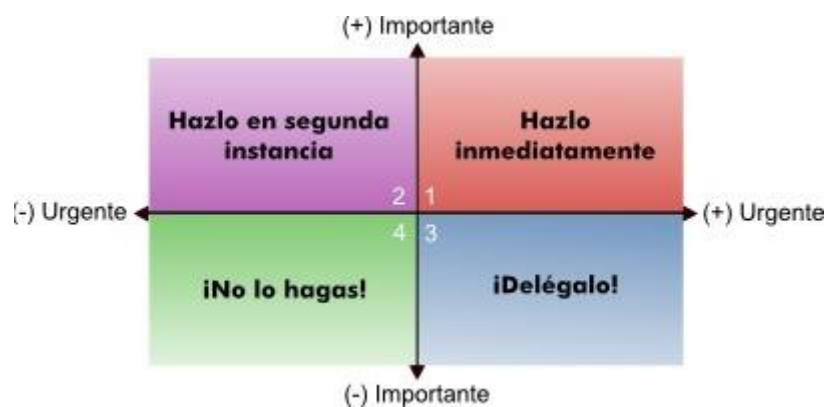 (+) Importante
Hazlo en segunda
instancia
Hazlo
inmediatamente
2 1
(-) Urgente
(+) Urgente
4 3
¡No lo hagas!
¡Delégalo!
(-) Importante